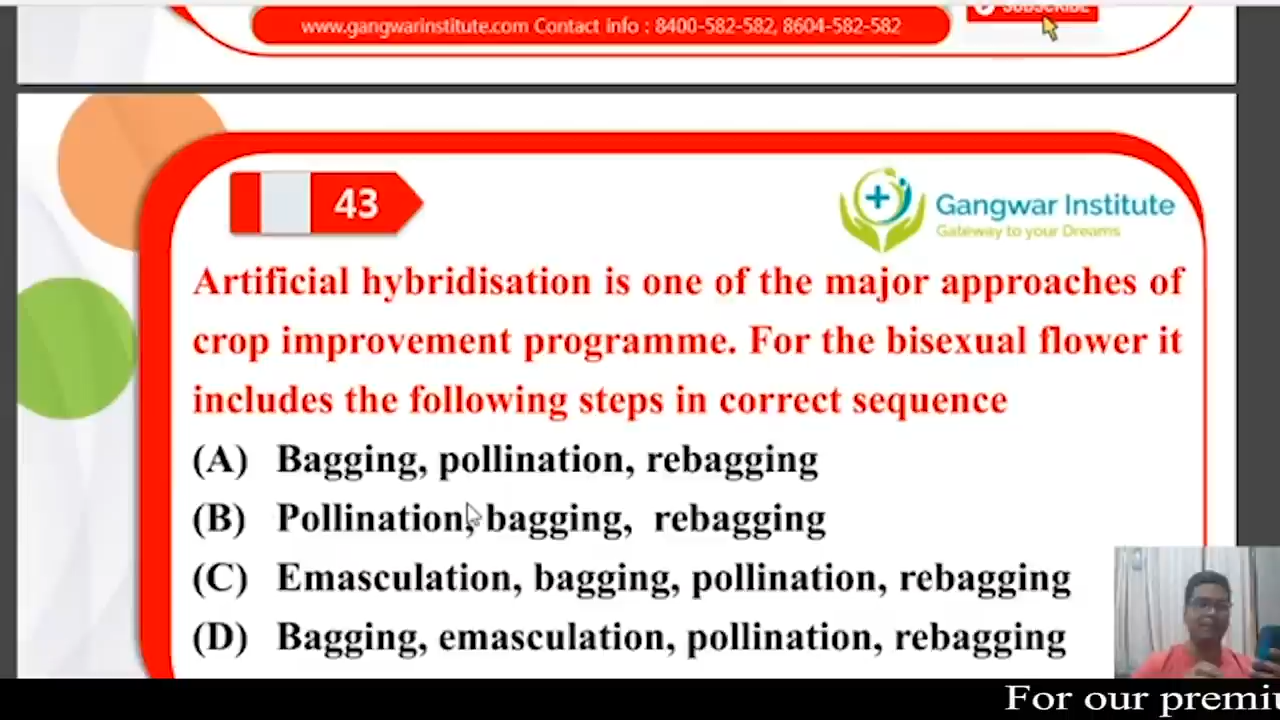 www.gangwarinstitute.com Contact info : 8400-582-582, 8604-582-582
SUBSCRIBE
43
Gangwar Institute
Gateway to your Dreams
Artificial hybridisation is one of the major approaches of
crop improvement programme. For the bisexual flower it
includes the following steps in correct sequence
(A) Bagging, pollination, rebagging
(B) Pollination, bagging, rebagging
(C) Emasculation, bagging, pollination, rebagging
(D) Bagging, emasculation, pollination, rebagging
For our premiu